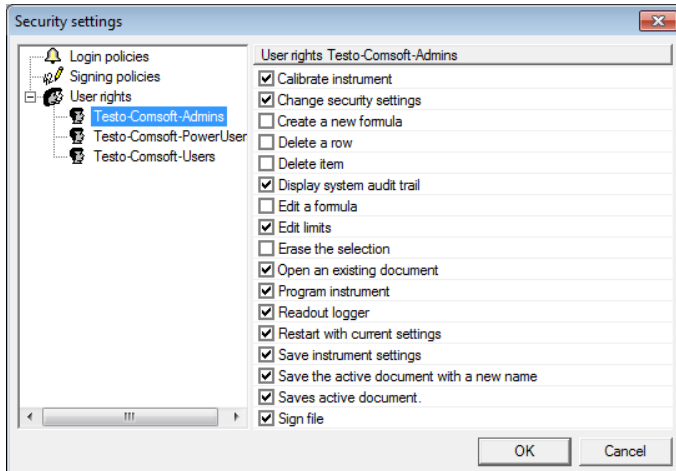 Security settings
Login policies
Signing policies
User rights
Testo-Comsoft-Admins
Testo-Comsoft-PowerUser
Testo-Comsoft-Users
User rights Testo-Comsoft-Admins
Calibrate instrument
Change security settings
Create a new formula
Delete a row
Delete item
Display system audit trail
Edit a formula
Edit limits
Erase the selection
Open an existing document
Program instrument
Readout logger
Restart with current settings
Save instrument settings
Save the active document with a new name
Saves active document.
Sign file
OK
Cancel